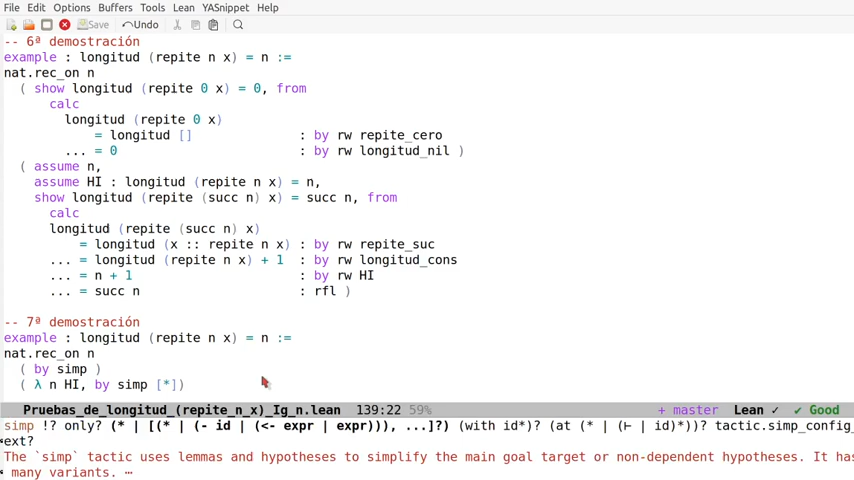 File Edit Options Buffers Tools Lean YASnippet Help
Save Undo
-- 6ª demostración
example : longitud (repite n x) = n :=
nat.rec_on n
( show longitud (repite 0 x) = 0, from
calc
longitud (repite 0 x)
= longitud [] : by rw repite_cero
... = 0 : by rw longitud_nil )
( assume n,
assume HI : longitud (repite n x) = n,
show longitud (repite (succ n) x) = succ n, from
calc
longitud (repite (succ n) x)
= longitud (x :: repite n x) : by rw repite_suc
... = longitud (repite n x) + 1 : by rw longitud_cons
... = n + 1 : by rw HI
... = succ n : rfl )
-- 7ª demostración
example : longitud (repite n x) = n :=
nat.rec_on n
( by simp )
( λ n HI, by simp [*])
Pruebas_de_longitud_(repite_n_x)_Ig_n.lean 139:22 59% + master Lean ✓ ✔ Good
simp !? only? (* | [(* | (- id | (<- expr | expr))), ...]?) (with id*)? (at (* | (⊢ | id)*))? tactic.simp_config_
ext?
The `simp` tactic uses lemmas and hypotheses to simplify the main goal target or non-dependent hypotheses. It has
many variants. ⋯